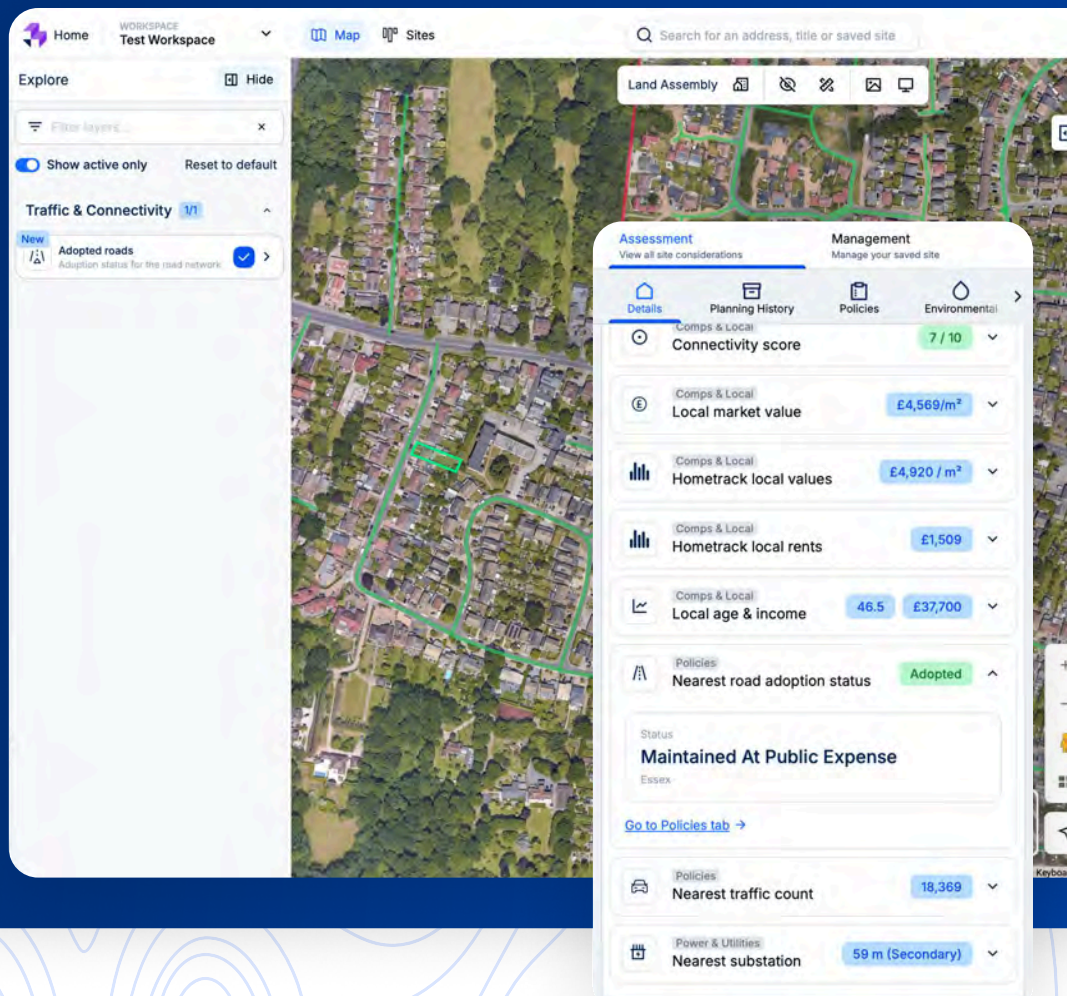 Home
WORKSPACE
Test Workspace
Map
Sites
Search for an address, title or saved site
Explore
Hide
Filter layers...
Show active only
Reset to default
Traffic & Connectivity 1/1
New
Adopted roads
Adoption status for the road network
Land Assembly
Assessment
View all site considerations
Management
Manage your saved site
Details
Planning History
Policies
Environmental
Comps & Local
Connectivity score
7 / 10
Comps & Local
Local market value
£4,569/m²
Comps & Local
Hometrack local values
£4,920 / m²
Comps & Local
Hometrack local rents
£1,509
Comps & Local
Local age & income
46.5
£37,700
Policies
Nearest road adoption status
Adopted
Status
Maintained At Public Expense
Essex
Go to Policies tab →
Policies
Nearest traffic count
18,369
Power & Utilities
Nearest substation
59 m (Secondary)